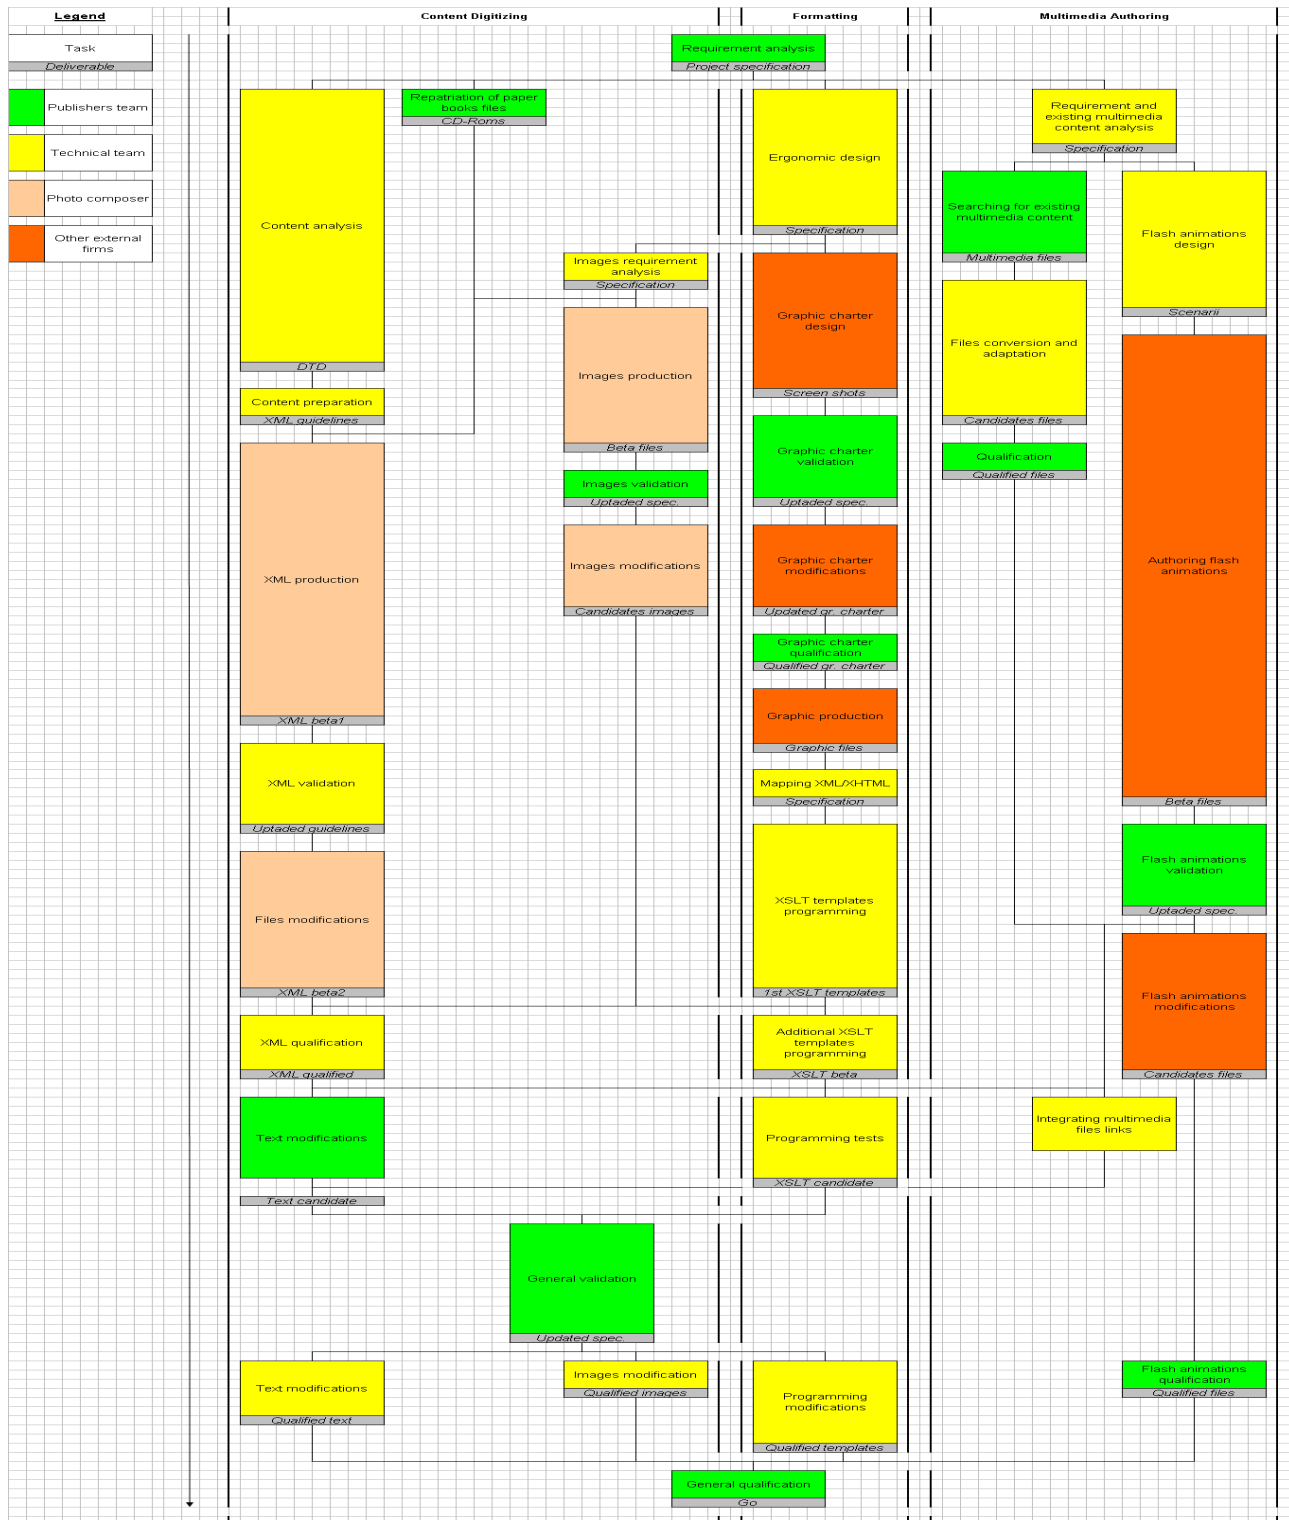 Legend
Content Digitizing
Formatting
Multimedia Authoring
Task
Deliverable
Publishers team
Technical team
Photo composer
Other external
firms
Requirement analysis
Project specification
Content analysis
DTD
Repatriation of paper
books files
CD-Roms
Ergonomic design
Specification
Requirement and
existing multimedia
content analysis
Specification
Searching for existing
multimedia content
Multimedia files
Flash animations
design
Scenarii
Images requirement
analysis
Specification
Graphic charter
design
Screen shots
Files conversion and
adaptation
Candidates files
Images production
Beta files
Content preparation
XML guidelines
Graphic charter
validation
Uptaded spec.
Qualification
Qualified files
Images validation
Uptaded spec.
XML production
XML beta1
Images modifications
Candidates images
Graphic charter
modifications
Updated gr. charter
Authoring flash
animations
Beta files
Graphic charter
qualification
Qualified gr. charter
Graphic production
Graphic files
XML validation
Uptaded guidelines
Mapping XML/XHTML
Specification
Flash animations
validation
Uptaded spec.
Files modifications
XML beta2
XSLT templates
programming
1st XSLT templates
Flash animations
modifications
Candidates files
XML qualification
XML qualified
Additional XSLT
templates
programming
XSLT beta
Text modifications
Text candidate
Programming tests
XSLT candidate
Integrating multimedia
files links
General validation
Updated spec.
Text modifications
Qualified text
Images modification
Qualified images
Programming
modifications
Qualified templates
Flash animations
qualification
Qualified files
General qualification
Go